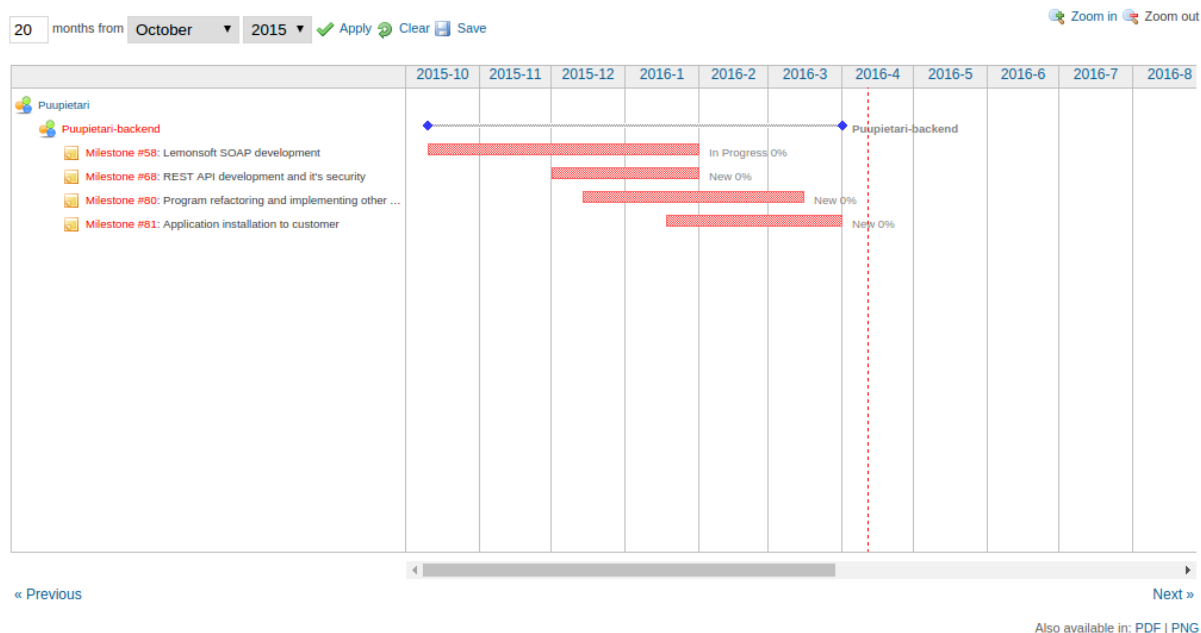 Zoom in Zoom out
20 months from October 2015 Apply Clear Save
2015-10 2015-11 2015-12 2016-1 2016-2 2016-3 2016-4 2016-5 2016-6 2016-7 2016-8
Puupietari
Puupietari-backend Puupietari-backend
Milestone #58: Lemonsoft SOAP development In Progress 0%
Milestone #68: REST API development and it's security New 0%
Milestone #80: Program refactoring and implementing other ... New 0%
Milestone #81: Application installation to customer New 0%
« Previous Next »
Also available in: PDF | PNG